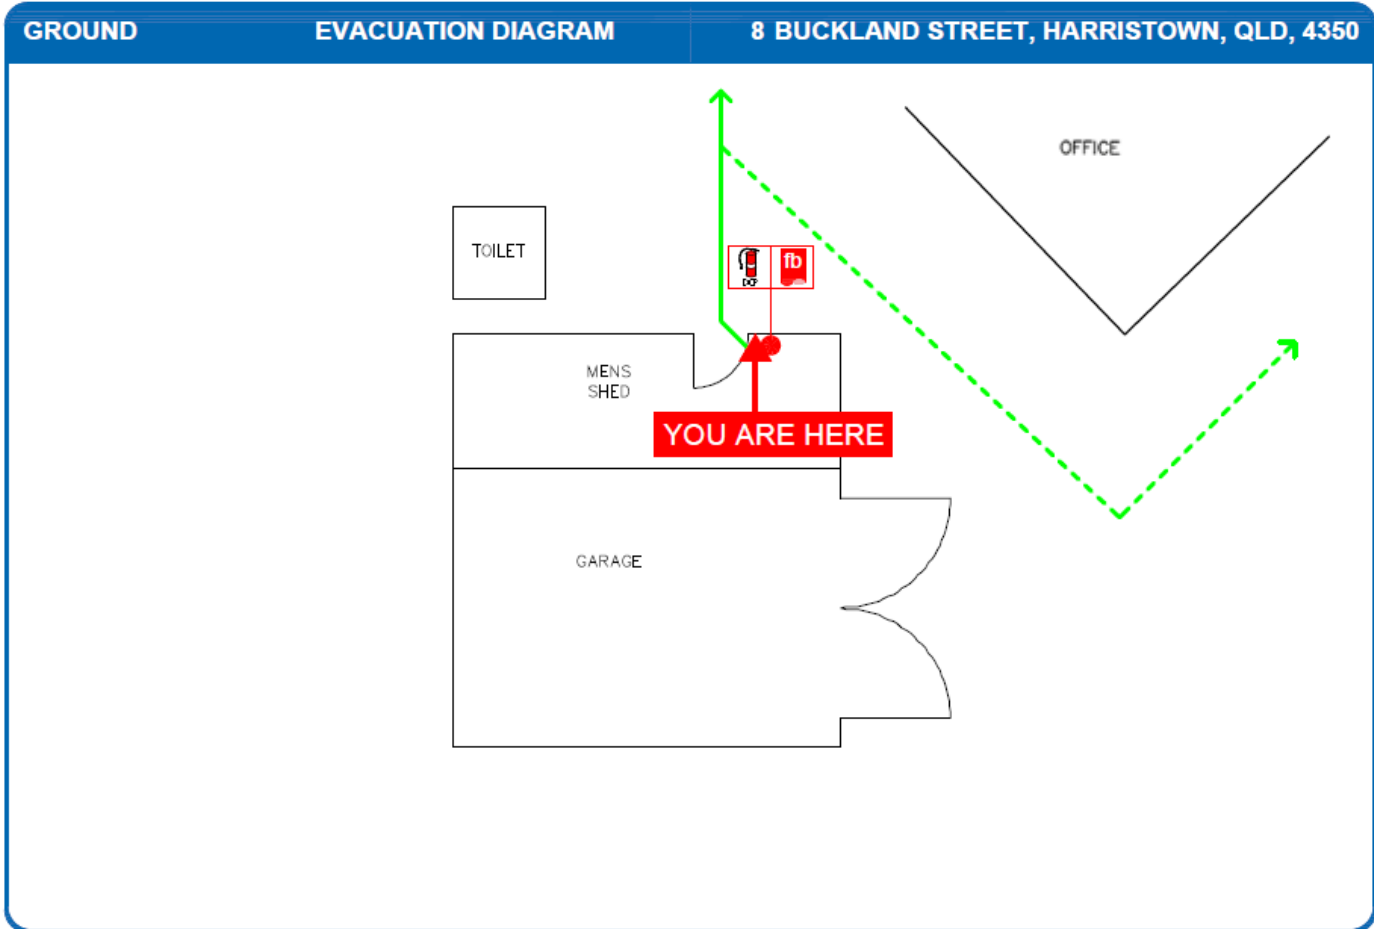 GROUND EVACUATION DIAGRAM 8 BUCKLAND STREET, HARRISTOWN, QLD, 4350
OFFICE
TOILET
fb
DCP
MENS
SHED
YOU ARE HERE
GARAGE